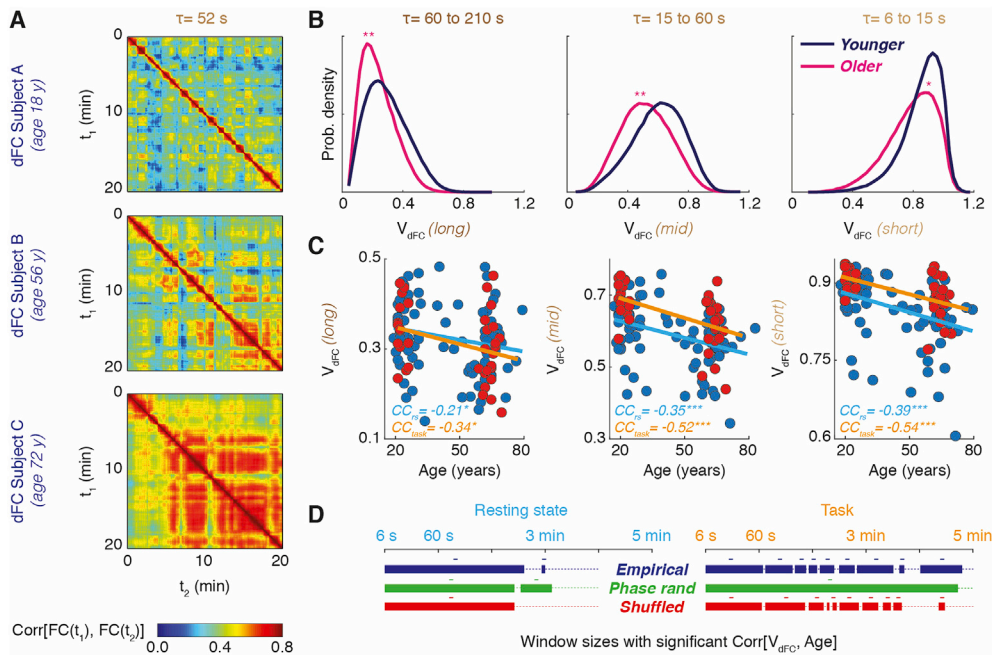 A
τ= 52 s
dFC Subject A
(age 18 y)
t1 (min)
0
10
20
dFC Subject B
(age 56 y)
t1 (min)
0
10
20
dFC Subject C
(age 72 y)
t1 (min)
0
10
20
0 10 20
t2 (min)
Corr[FC(t1), FC(t2)]
0.0 0.4 0.8
B
τ= 60 to 210 s
τ= 15 to 60 s
τ= 6 to 15 s
Prob. density
**
**
*
Younger
Older
0 0.4 0.8 1.2
0 0.4 0.8 1.2
0 0.4 0.8 1.2
VdFC (long)
VdFC (mid)
VdFC (short)
C
VdFC (long)
0.5
0.3
0.1
CCrs= -0.21*
CCtask= -0.34*
20 50 80
Age (years)
VdFC (mid)
0.7
0.5
0.3
CCrs= -0.35***
CCtask= -0.52***
20 50 80
Age (years)
VdFC (short)
0.9
0.75
0.6
CCrs= -0.39***
CCtask= -0.54***
20 50 80
Age (years)
D
Resting state
Task
6 s 60 s 3 min 5 min
6 s 60 s 3 min 5 min
Empirical
Phase rand
Shuffled
Window sizes with significant Corr[VdFC, Age]